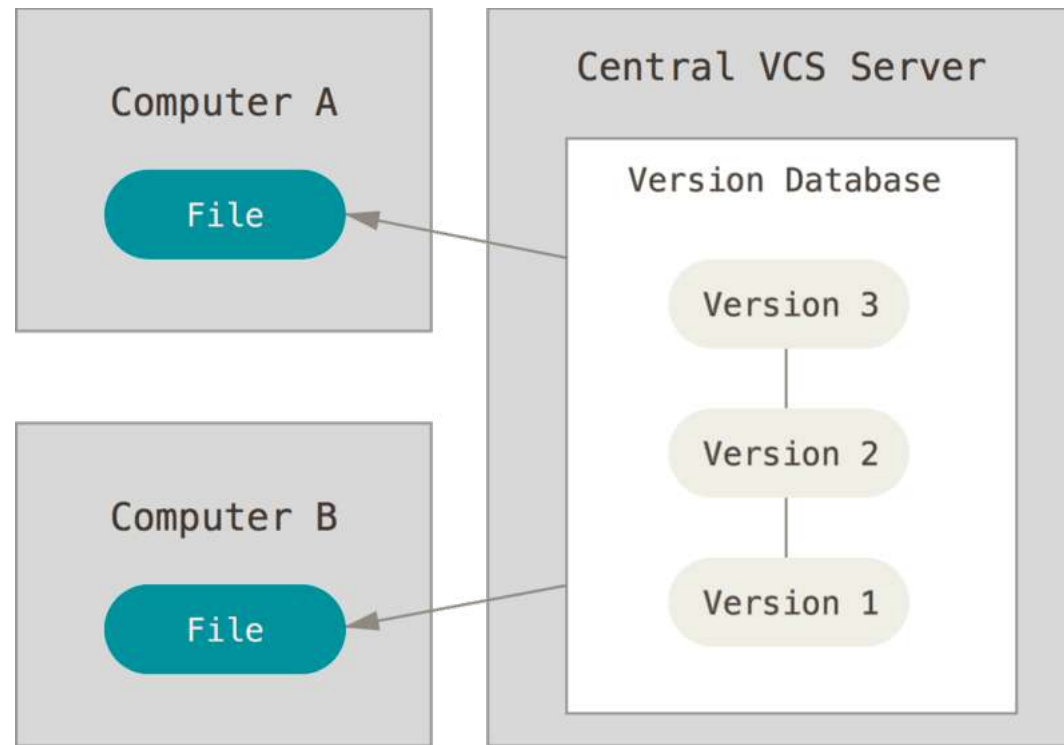 Computer A
File
Computer B
File
Central VCS Server
Version Database
Version 3
Version 2
Version 1